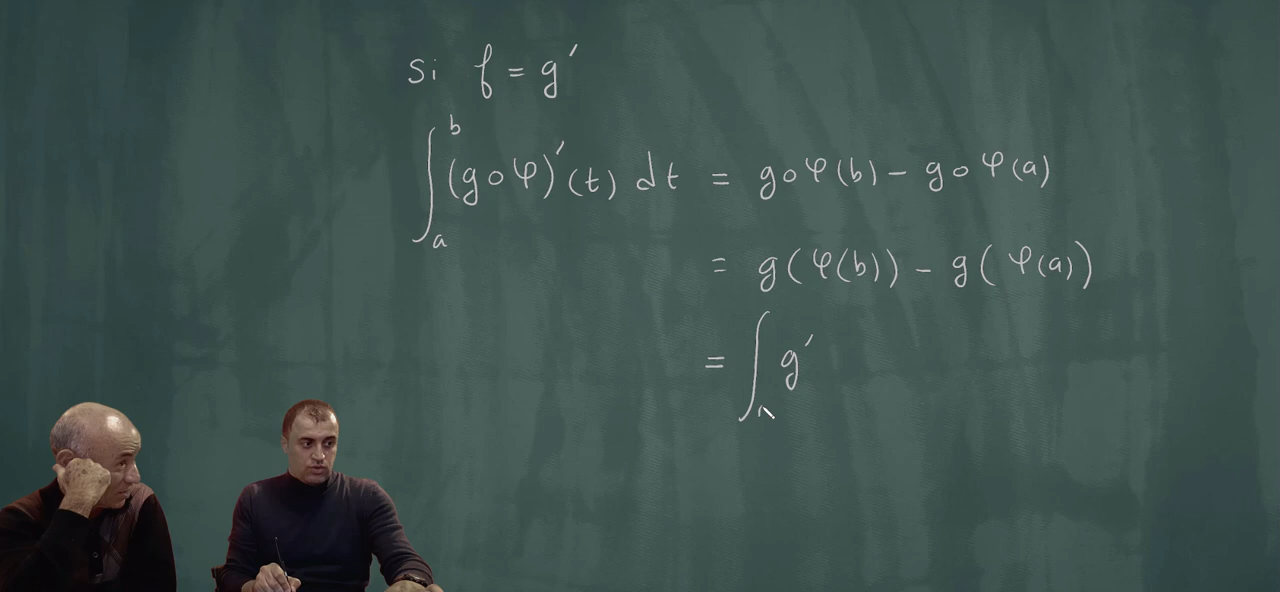 Si f = g′
∫_a^b (g∘φ)′(t) dt = g∘φ(b) − g∘φ(a)
= g(φ(b)) − g(φ(a))
= ∫ g′